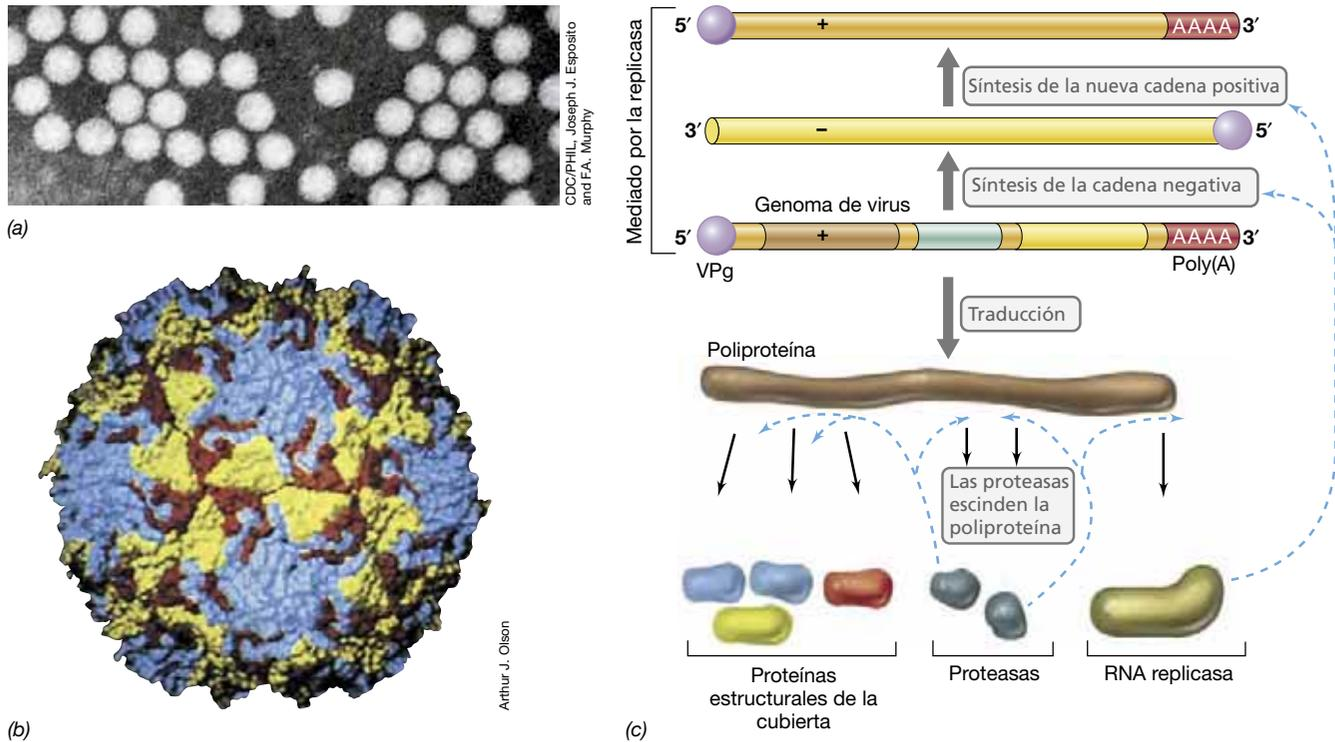 CDC/PHIL, Joseph J. Esposito
and F.A. Murphy
(a)
Arthur J. Olson
(b)
Mediado por la replicasa
5′ + AAAA 3′
Síntesis de la nueva cadena positiva
3′ − 5′
Síntesis de la cadena negativa
Genoma de virus
5′ + AAAA 3′
VPg
Poly(A)
Traducción
Poliproteína
Las proteasas
escinden la
poliproteína
Proteínas
estructurales de la
cubierta
Proteasas
RNA replicasa
(c)